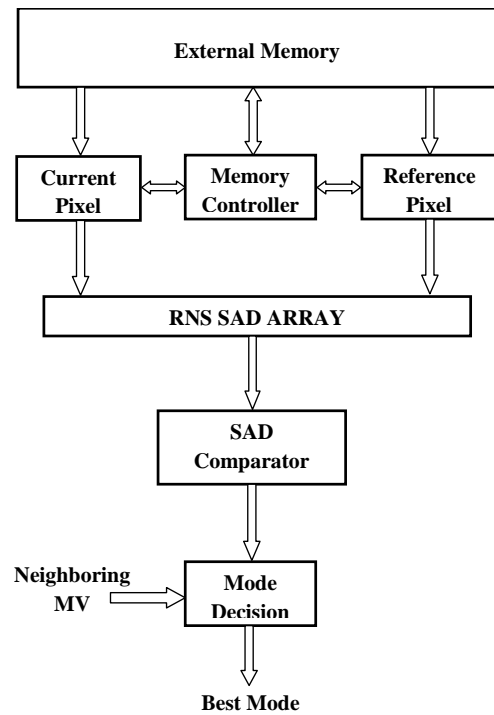 External Memory
Current
Pixel
Memory
Controller
Reference
Pixel
RNS SAD ARRAY
SAD
Comparator
Neighboring
MV
Mode
Decision
Best Mode